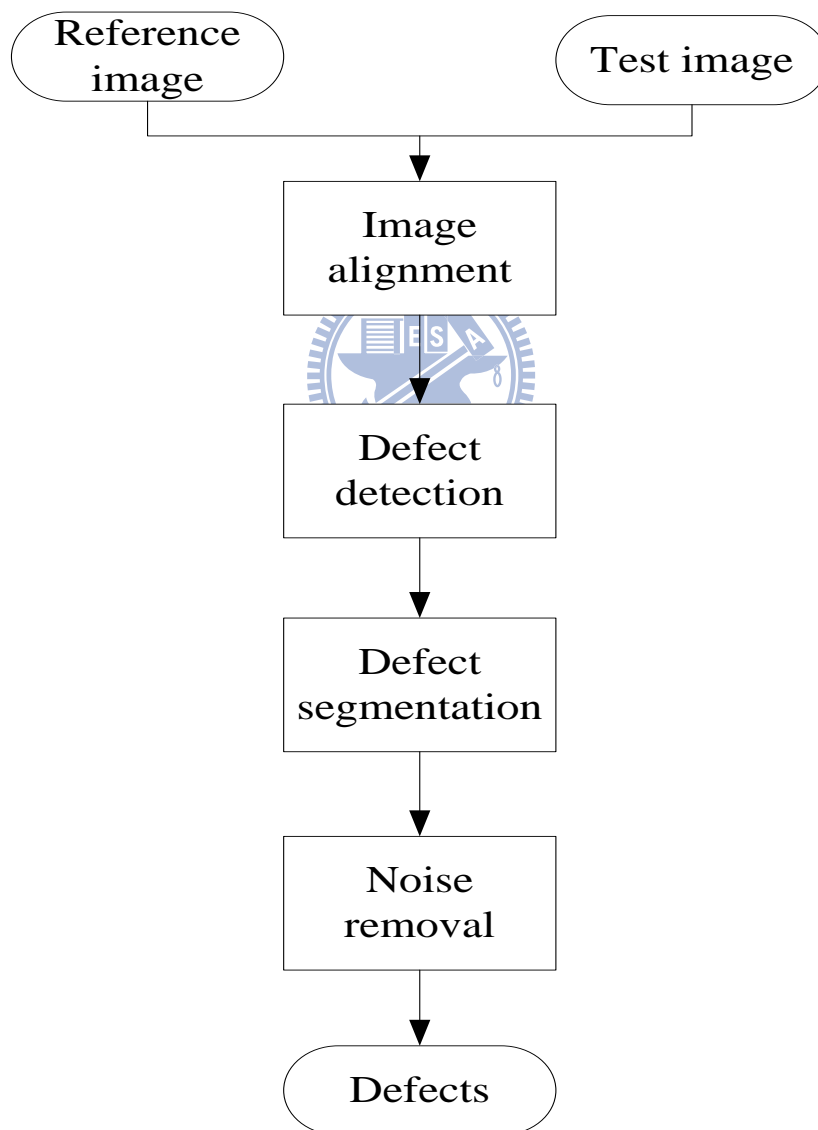 Reference
image
Test image
Image
alignment
E S A
Defect
detection
Defect
segmentation
Noise
removal
Defects